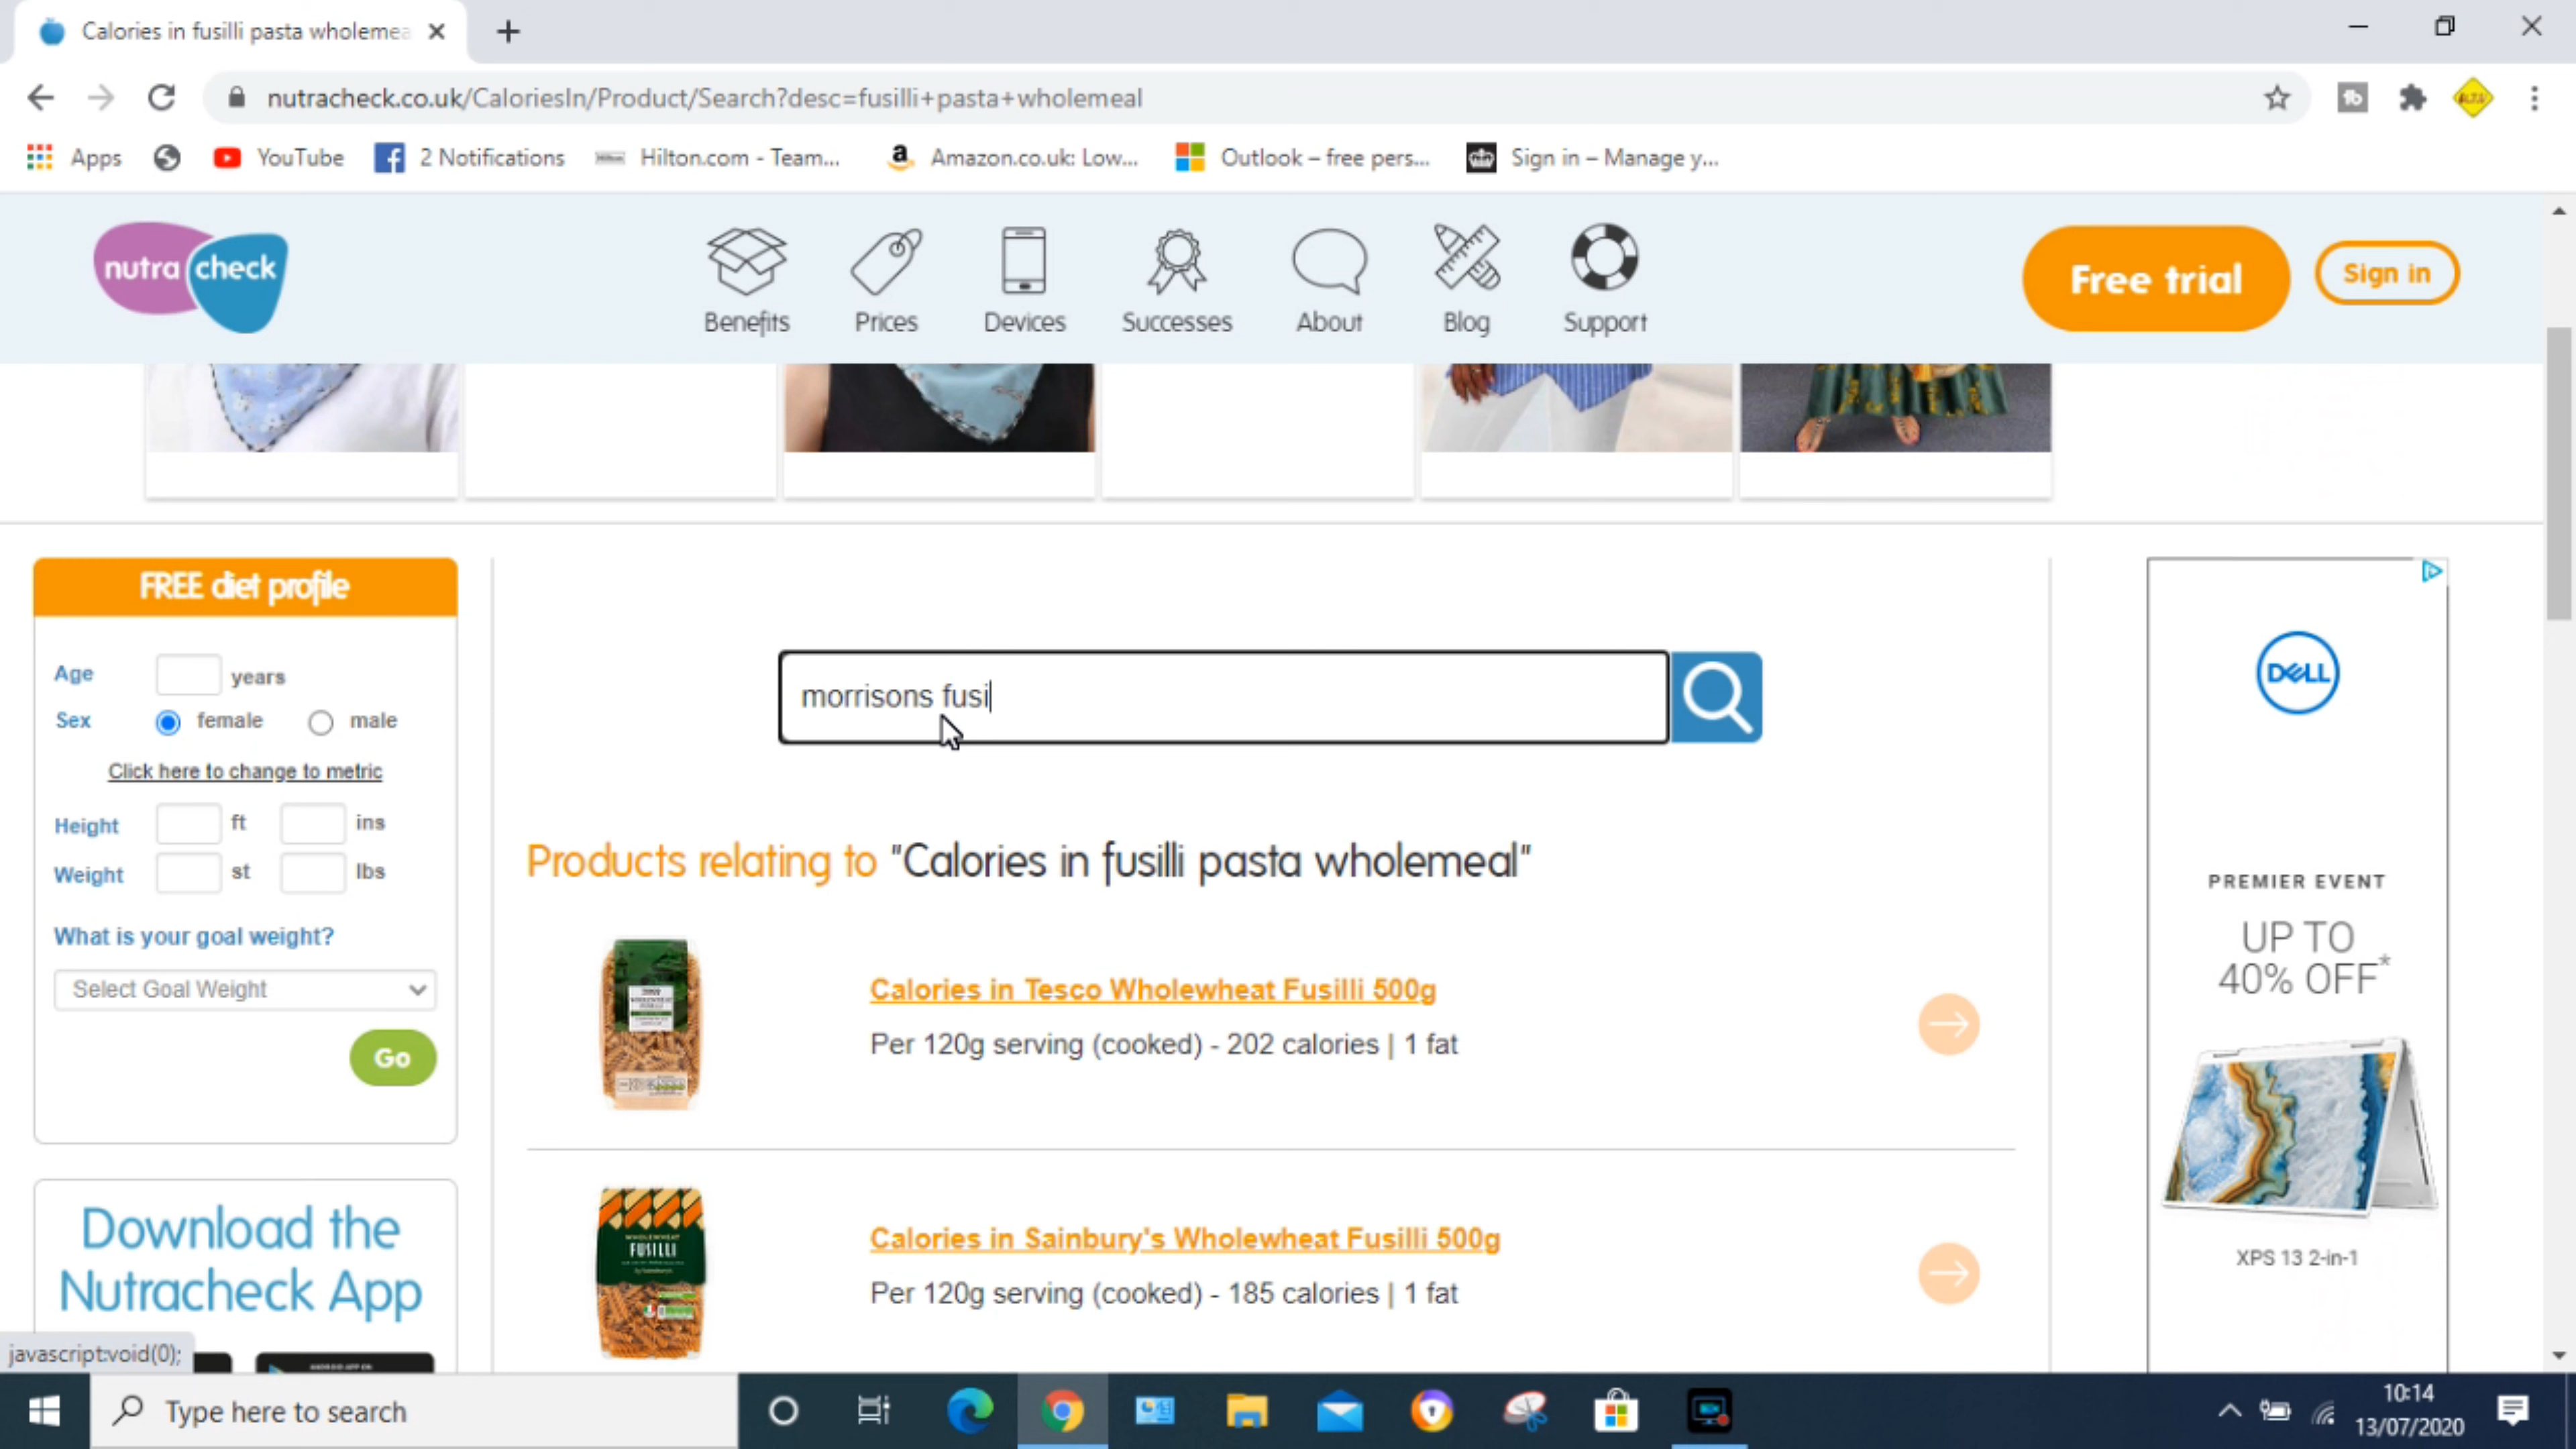 Calories in fusilli pasta wholemea
nutracheck.co.uk/CaloriesIn/Product/Search?desc=fusilli+pasta+wholemeal
Apps YouTube 2 Notifications Hilton.com - Team... Amazon.co.uk: Low... Outlook – free pers... Sign in – Manage y...
nutra check
Benefits Prices Devices Successes About Blog Support
Free trial
Sign in
FREE diet profile
Age years
Sex female male
Click here to change to metric
Height ft ins
Weight st lbs
What is your goal weight?
Select Goal Weight
Go
Download the
Nutracheck App
morrisons fusi
Products relating to "Calories in fusilli pasta wholemeal"
Calories in Tesco Wholewheat Fusilli 500g
Per 120g serving (cooked) - 202 calories | 1 fat
WHOLEWHEAT
FUSILLI
Calories in Sainbury's Wholewheat Fusilli 500g
Per 120g serving (cooked) - 185 calories | 1 fat
DELL
PREMIER EVENT
UP TO
40% OFF*
XPS 13 2-in-1
javascript:void(0);
Type here to search
10:14
13/07/2020